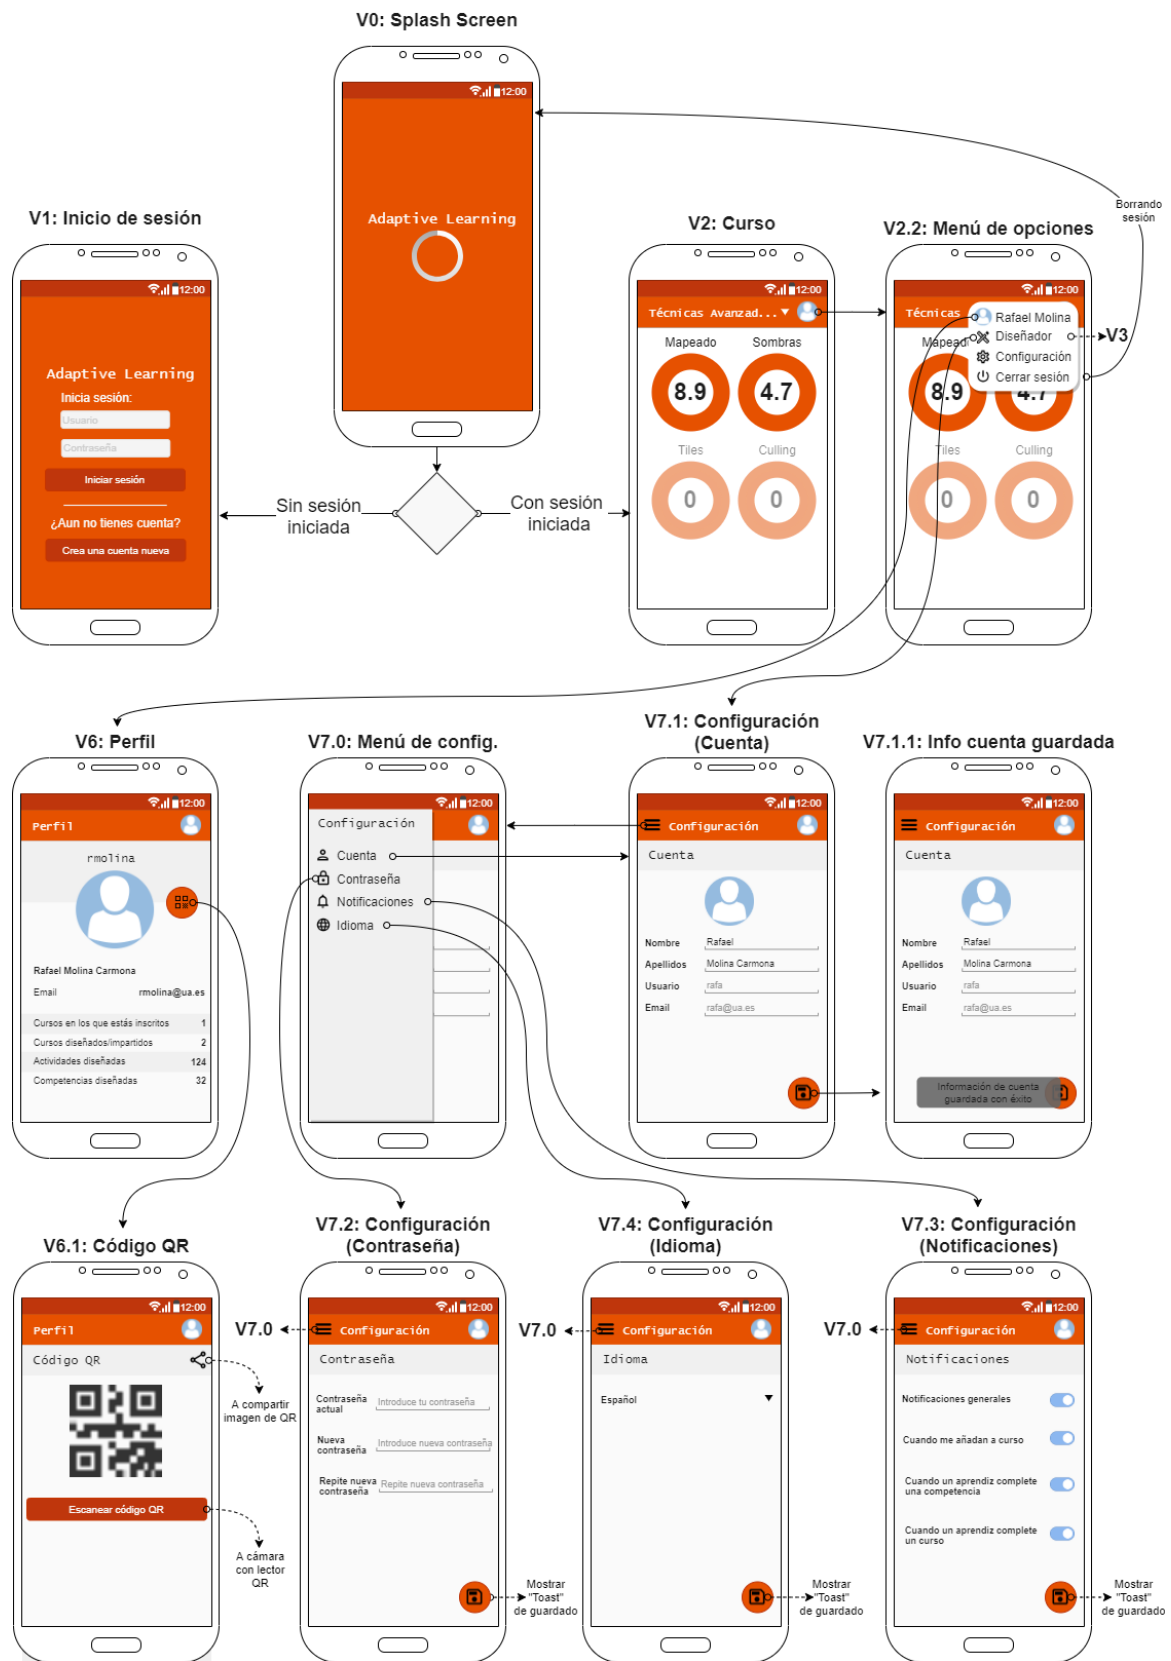 V0: Splash Screen
12:00
Adaptive Learning
V1: Inicio de sesión
12:00
Adaptive Learning
Inicia sesión:
Usuario
Contraseña
Iniciar sesión
¿Aun no tienes cuenta?
Crea una cuenta nueva
Sin sesión
iniciada
Con sesión
iniciada
V2: Curso
12:00
Técnicas Avanzad...
Mapeado
Sombras
8.9
4.7
Tiles
Culling
0
0
V2.2: Menú de opciones
12:00
Técnicas
Rafael Molina
Diseñador
Configuración
Cerrar sesión
Mapead
8.9
4.7
Tiles
Culling
0
0
V3
Borrando
sesión
V6: Perfil
12:00
Perfil
rmolina
Rafael Molina Carmona
Email rmolina@ua.es
Cursos en los que estás inscritos 1
Cursos diseñados/impartidos 2
Actividades diseñadas 124
Competencias diseñadas 32
V7.0: Menú de config.
12:00
Configuración
Cuenta
Contraseña
Notificaciones
Idioma
V7.1: Configuración
(Cuenta)
12:00
Configuración
Cuenta
Nombre Rafael
Apellidos Molina Carmona
Usuario rafa
Email rafa@ua.es
V7.1.1: Info cuenta guardada
12:00
Configuración
Cuenta
Nombre Rafael
Apellidos Molina Carmona
Usuario rafa
Email rafa@ua.es
Información de cuenta
guardada con éxito
V6.1: Código QR
12:00
Perfil
Código QR
Escanear código QR
A compartir
imagen de QR
A cámara
con lector
QR
V7.2: Configuración
(Contraseña)
V7.0
12:00
Configuración
Contraseña
Contraseña
actual
Introduce tu contraseña
Nueva
contraseña
Introduce nueva contraseña
Repite nueva
contraseña
Repite nueva contraseña
Mostrar
"Toast"
de guardado
V7.4: Configuración
(Idioma)
V7.0
12:00
Configuración
Idioma
Español
Mostrar
"Toast"
de guardado
V7.3: Configuración
(Notificaciones)
V7.0
12:00
Configuración
Notificaciones
Notificaciones generales
Cuando me añadan a curso
Cuando un aprendiz complete
una competencia
Cuando un aprendiz complete
un curso
Mostrar
"Toast"
de guardado